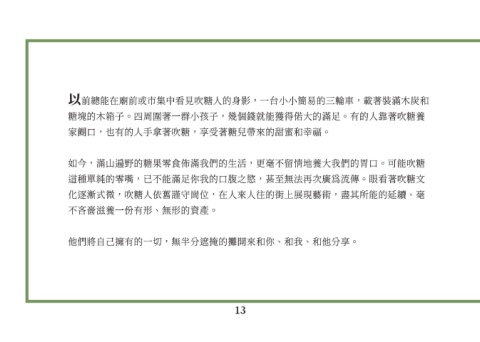 以前總能在廟前或市集中看見吹糖人的身影，一台小小簡易的三輪車，載著裝滿木炭和
糖塊的木箱子。四周圍著一群小孩子，幾個錢就能獲得偌大的滿足。有的人靠著吹糖養
家餬口，也有的人手拿著吹糖，享受著糖兒帶來的甜蜜和幸福。
如今，滿山遍野的糖果零食佈滿我們的生活，更毫不留情地養大我們的胃口。可能吹糖
這種單純的零嘴，已不能滿足你我的口腹之慾，甚至無法再次廣為流傳。眼看著吹糖文
化逐漸式微，吹糖人依舊謹守崗位，在人來人往的街上展現藝術，盡其所能的延續、毫
不吝嗇滋養一份有形、無形的資產。
他們將自己擁有的一切，無半分遮掩的攤開來和你、和我、和他分享。
13